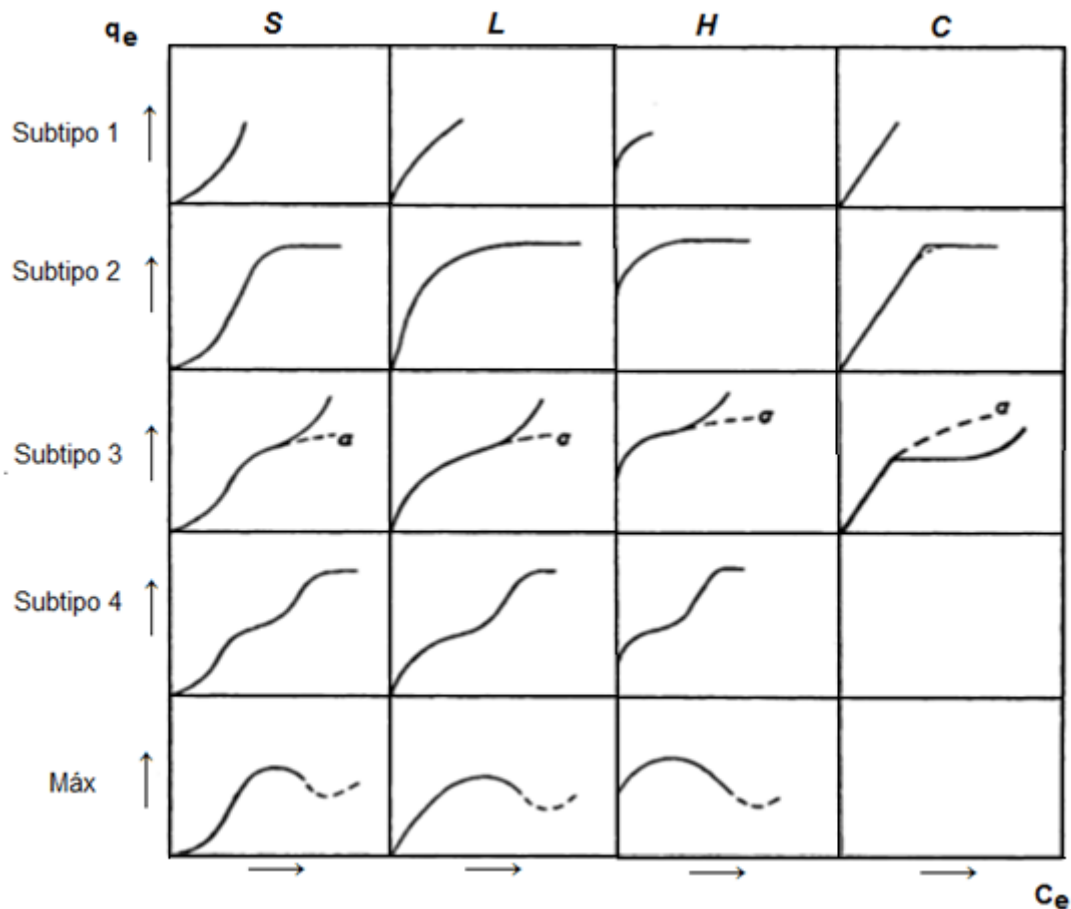 qe S L H C
Subtipo 1
Subtipo 2
Subtipo 3
a a a a
Subtipo 4
Máx
Ce